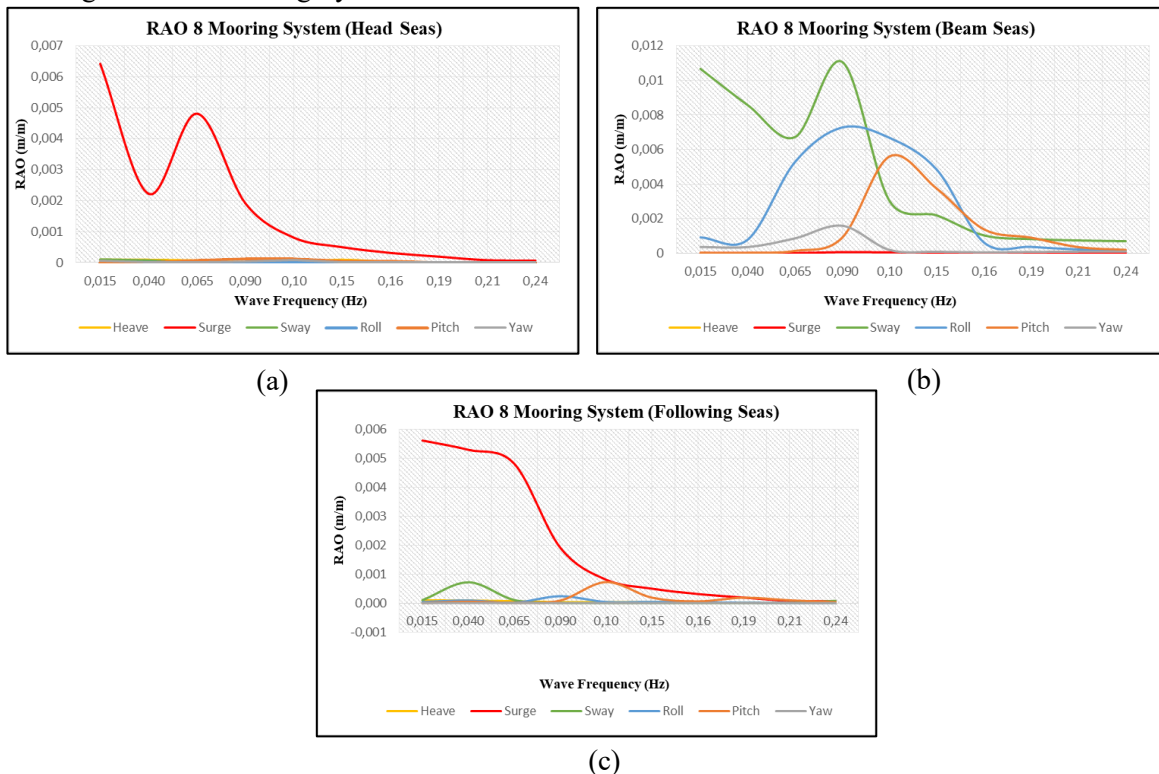 RAO 8 Mooring System (Head Seas)
0,007
0,006
0,005
0,004
0,003
0,002
0,001
0
RAO (m/m)
0,015 0,040 0,065 0,090 0,10 0,15 0,16 0,19 0,21 0,24
Wave Frequency (Hz)
Heave Surge Sway Roll Pitch Yaw
(a)
RAO 8 Mooring System (Beam Seas)
0,012
0,01
0,008
0,006
0,004
0,002
0
RAO (m/m)
0,015 0,040 0,065 0,090 0,10 0,15 0,16 0,19 0,21 0,24
Wave Frequency (Hz)
Heave Surge Sway Roll Pitch Yaw
(b)
RAO 8 Mooring System (Following Seas)
0,006
0,005
0,004
0,003
0,002
0,001
0,000
-0,001
RAO (m/m)
0,015 0,040 0,065 0,090 0,10 0,15 0,16 0,19 0,21 0,24
Wave Frequency (Hz)
Heave Surge Sway Roll Pitch Yaw
(c)